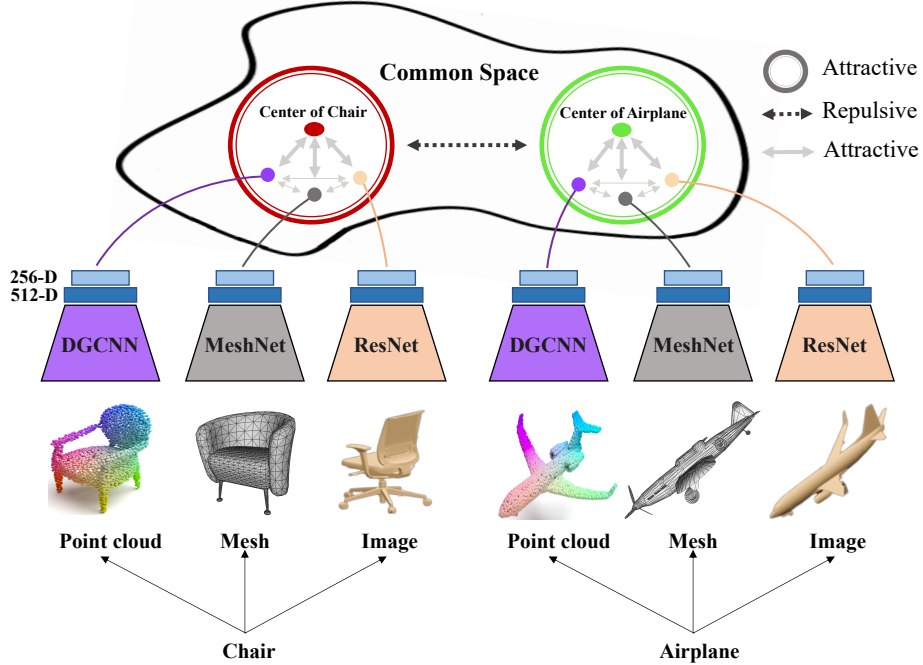 Common Space
Center of Chair
Center of Airplane
Attractive
Repulsive
Attractive
256-D
512-D
DGCNN
MeshNet
ResNet
DGCNN
MeshNet
ResNet
Point cloud
Mesh
Image
Point cloud
Mesh
Image
Chair
Airplane